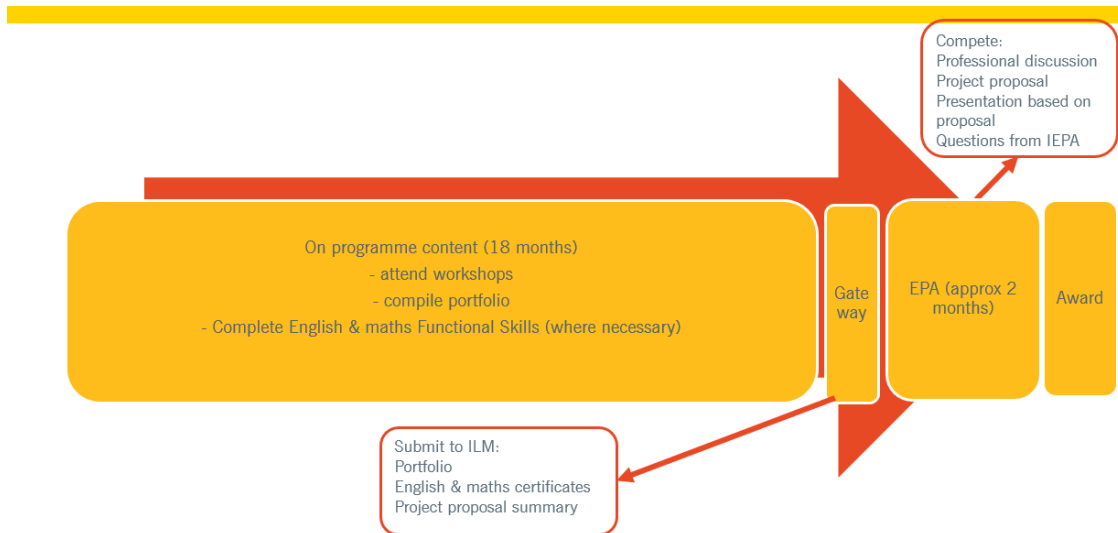 Compete:
Professional discussion
Project proposal
Presentation based on
proposal
Questions from IEPA
On programme content (18 months)
- attend workshops
- compile portfolio
- Complete English & maths Functional Skills (where necessary)
Gate
way
EPA (approx 2
months)
Award
Submit to ILM:
Portfolio
English & maths certificates
Project proposal summary